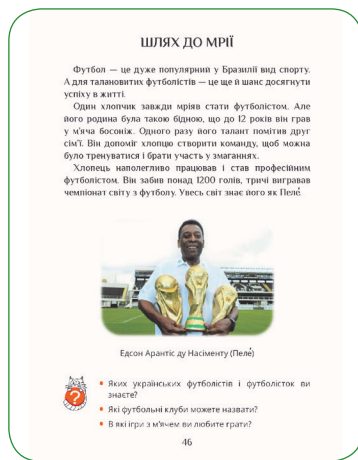 ШЛЯХ ДО МРІЇ
Футбол — це дуже популярний у Бразилії вид спорту.
А для талановитих футболістів — це ще й шанс досягнути
успіху в житті.
Один хлопчик завжди мріяв стати футболістом. Але
його родина була такою бідною, що до 12 років він грав
у м'яча босоніж. Одного разу його талант помітив друг
сім'ї. Він допоміг хлопцю створити команду, щоб можна
було тренуватися і брати участь у змаганнях.
Хлопець наполегливо працював і став професійним
футболістом. Він забив понад 1200 голів, тричі вигравав
чемпіонат світу з футболу. Увесь світ знає його як Пеле́.
Едсон Арантіс ду Насіменту (Пеле́)
?
• Яких українських футболістів і футболісток ви
знаєте?
• Які футбольні клуби можете назвати?
• В які ігри з м'ячем ви любите грати?
46